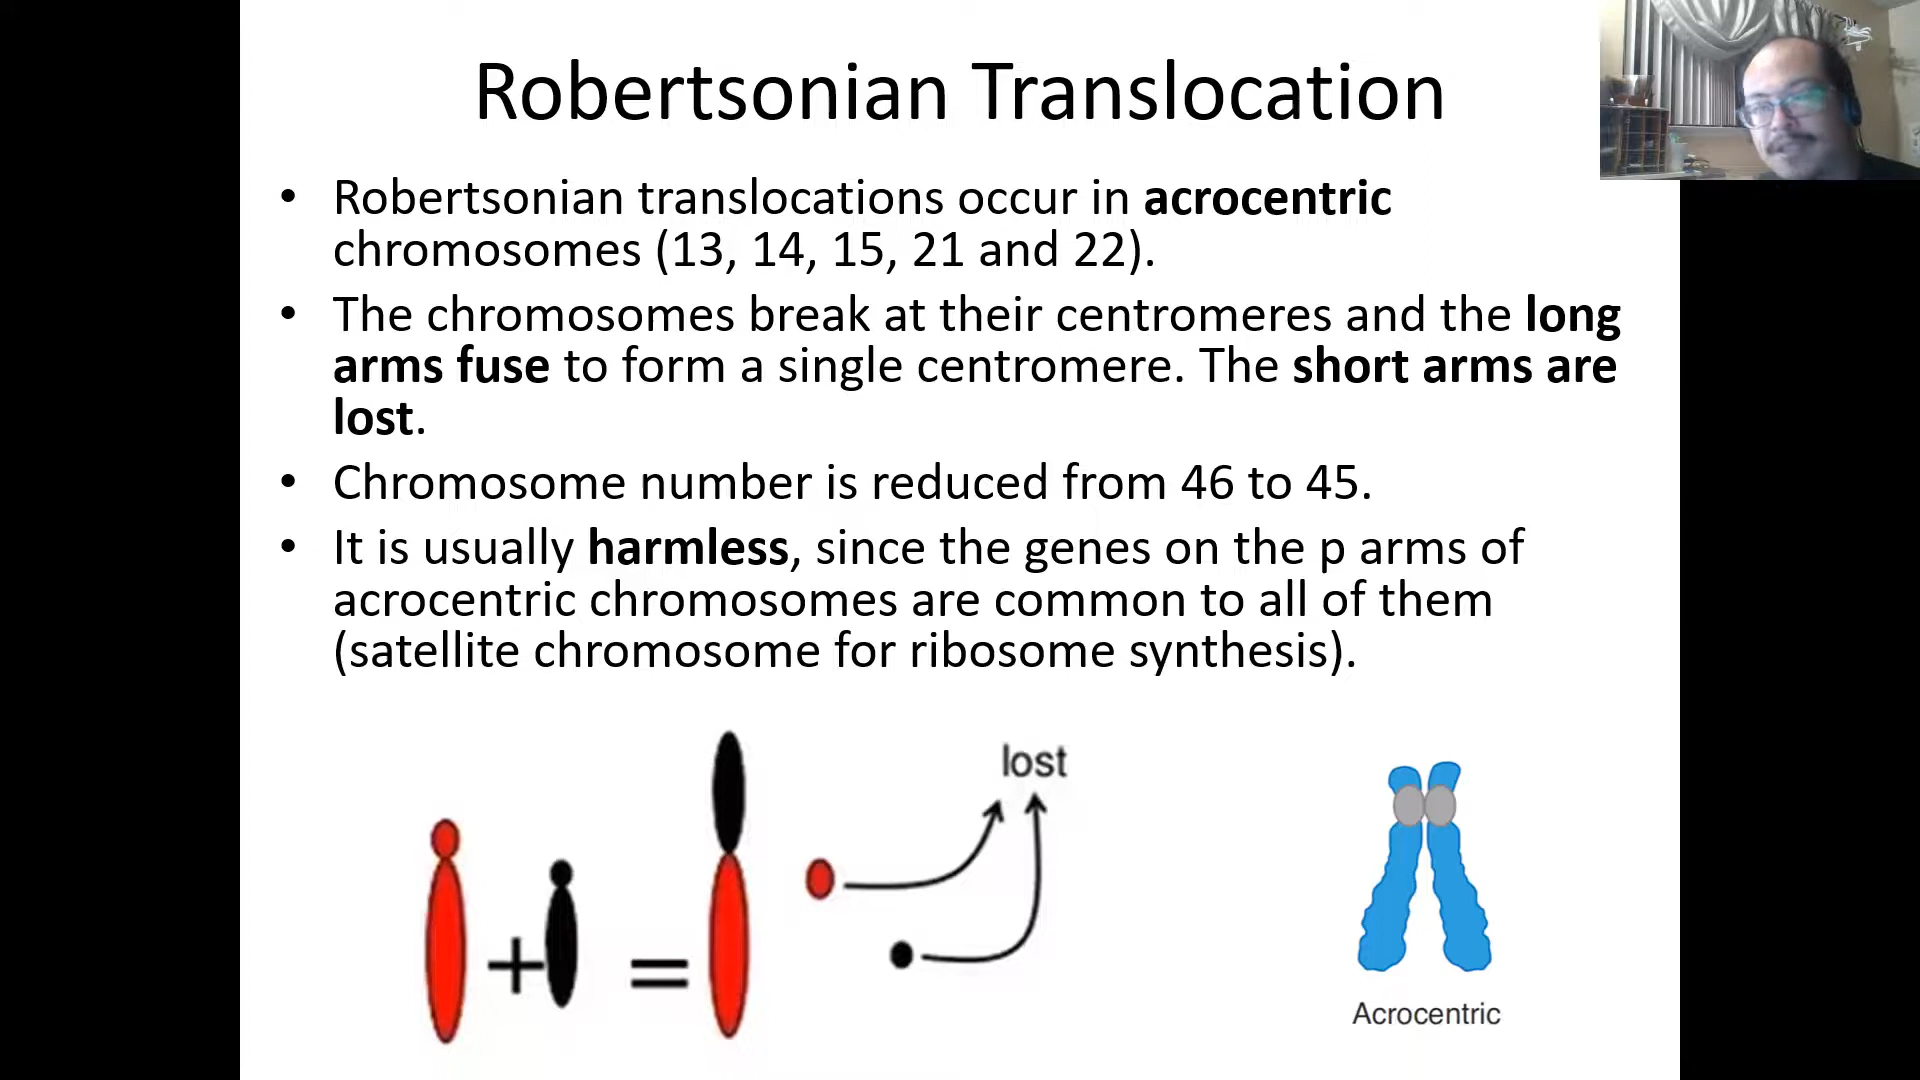 Robertsonian Translocation
• Robertsonian translocations occur in acrocentric
chromosomes (13, 14, 15, 21 and 22).
• The chromosomes break at their centromeres and the long
arms fuse to form a single centromere. The short arms are
lost.
• Chromosome number is reduced from 46 to 45.
• It is usually harmless, since the genes on the p arms of
acrocentric chromosomes are common to all of them
(satellite chromosome for ribosome synthesis).
lost
+ =
Acrocentric